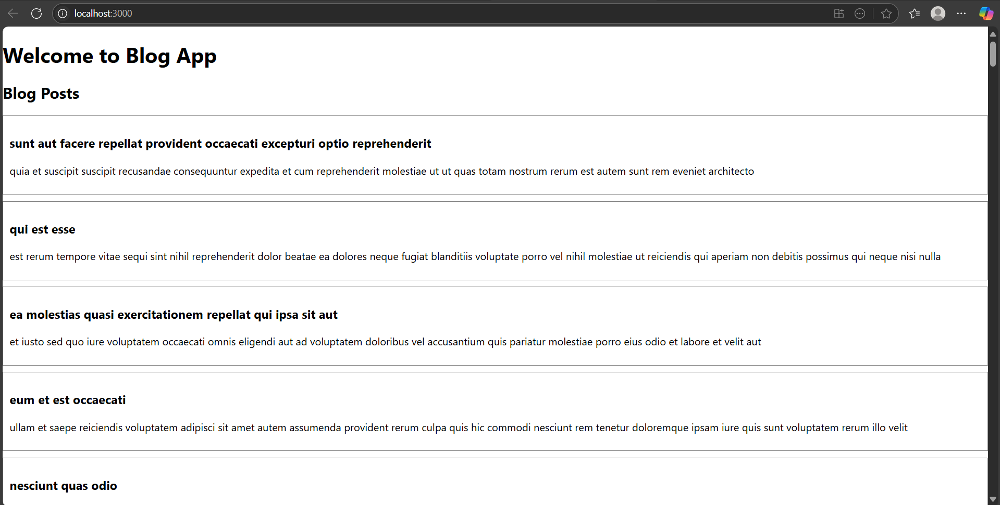 localhost:3000
Welcome to Blog App
Blog Posts
sunt aut facere repellat provident occaecati excepturi optio reprehenderit
quia et suscipit suscipit recusandae consequuntur expedita et cum reprehenderit molestiae ut ut quas totam nostrum rerum est autem sunt rem eveniet architecto
qui est esse
est rerum tempore vitae sequi sint nihil reprehenderit dolor beatae ea dolores neque fugiat blanditiis voluptate porro vel nihil molestiae ut reiciendis qui aperiam non debitis possimus qui neque nisi nulla
ea molestias quasi exercitationem repellat qui ipsa sit aut
et iusto sed quo iure voluptatem occaecati omnis eligendi aut ad voluptatem doloribus vel accusantium quis pariatur molestiae porro eius odio et labore et velit aut
eum et est occaecati
ullam et saepe reiciendis voluptatem adipisci sit amet autem assumenda provident rerum culpa quis hic commodi nesciunt rem tenetur doloremque ipsam iure quis sunt voluptatem rerum illo velit
nesciunt quas odio